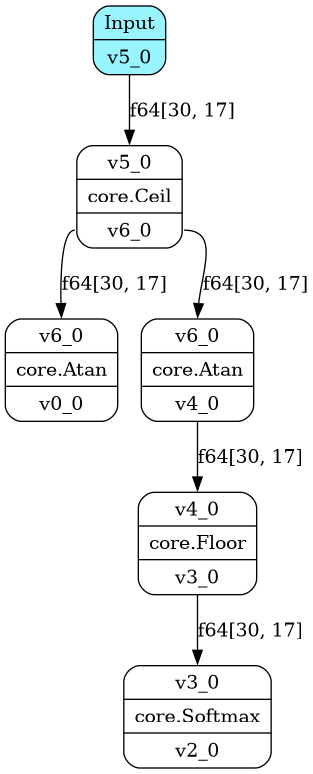 Input
v5_0
f64[30, 17]
v5_0
core.Ceil
v6_0
f64[30, 17]
f64[30, 17]
v6_0
core.Atan
v0_0
v6_0
core.Atan
v4_0
f64[30, 17]
v4_0
core.Floor
v3_0
f64[30, 17]
v3_0
core.Softmax
v2_0